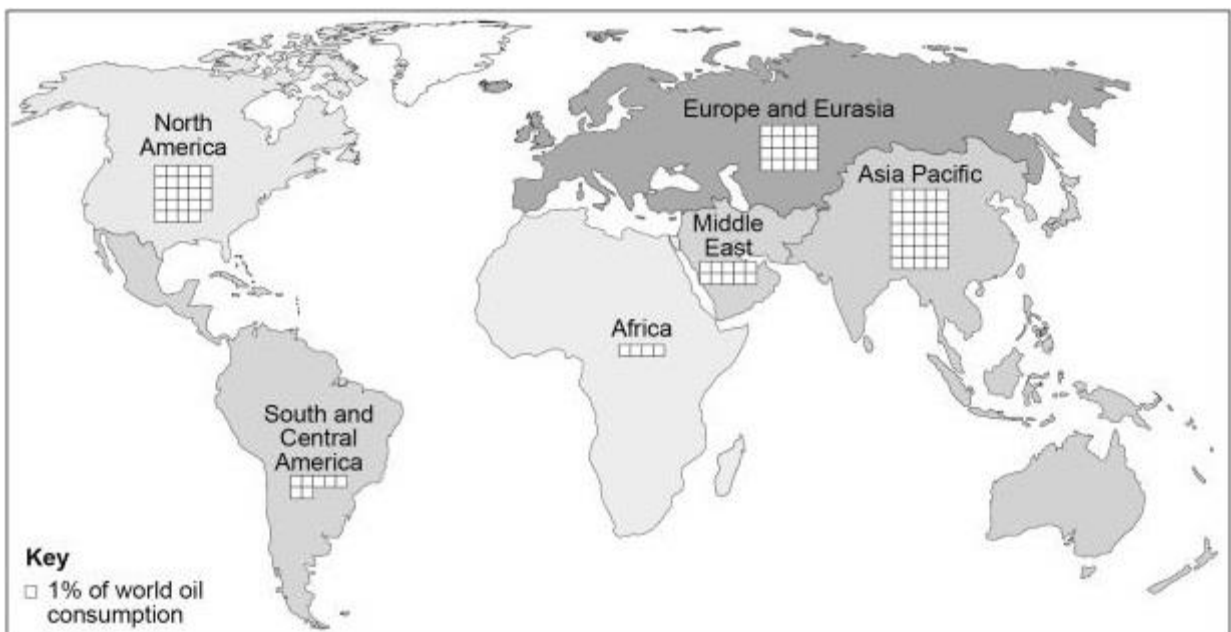 North
America
Europe and Eurasia
Asia Pacific
Middle
East
Africa
South and
Central
America
Key
1% of world oil
consumption